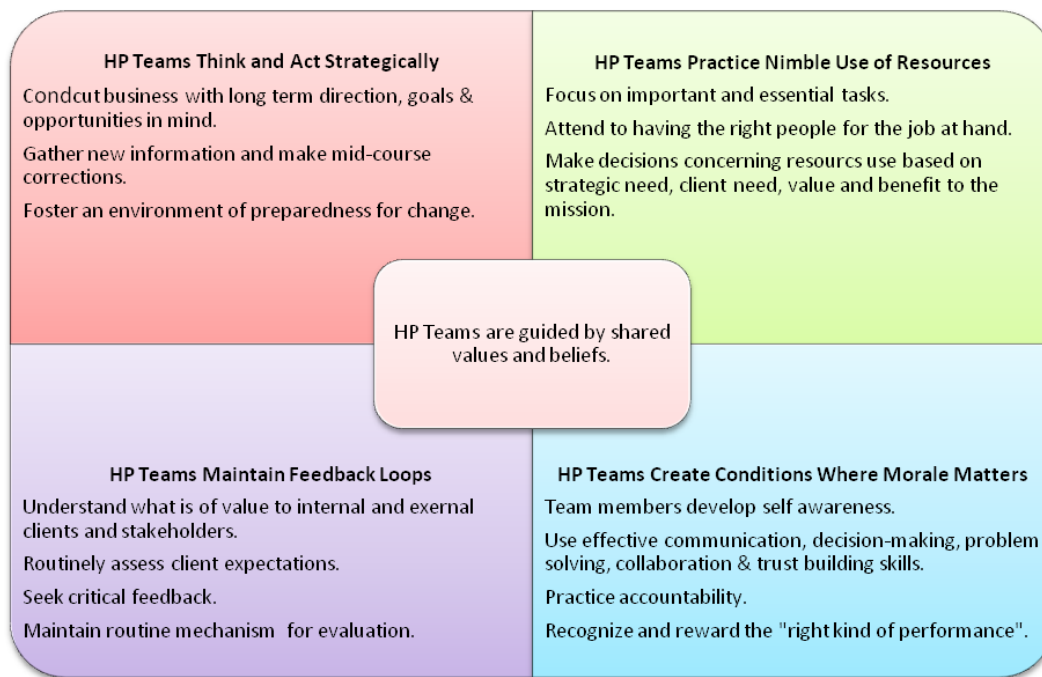 HP Teams Think and Act Strategically
Condcut business with long term direction, goals &
opportunities in mind.
Gather new information and make mid-course
corrections.
Foster an environment of preparedness for change.
HP Teams Practice Nimble Use of Resources
Focus on important and essential tasks.
Attend to having the right people for the job at hand.
Make decisions concerning resourcs use based on
strategic need, client need, value and benefit to the
mission.
HP Teams are guided by shared
values and beliefs.
HP Teams Maintain Feedback Loops
Understand what is of value to internal and exernal
clients and stakeholders.
Routinely assess client expectations.
Seek critical feedback.
Maintain routine mechanism for evaluation.
HP Teams Create Conditions Where Morale Matters
Team members develop self awareness.
Use effective communication, decision-making, problem
solving, collaboration & trust building skills.
Practice accountability.
Recognize and reward the "right kind of performance".